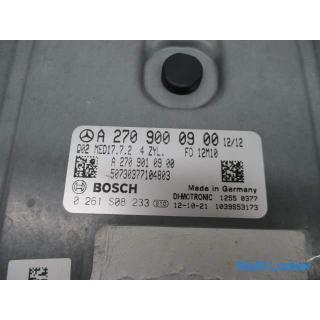 A 270 900 09 00 12/12
Q02 MED17.7.2 4 ZYL. FD 12M10
A 270 901 09 00
50730377104803
Made in Germany
BOSCH
DI-MOTRONIC 1255 0377
0 261 S08 233 12-10-21 1039S53173